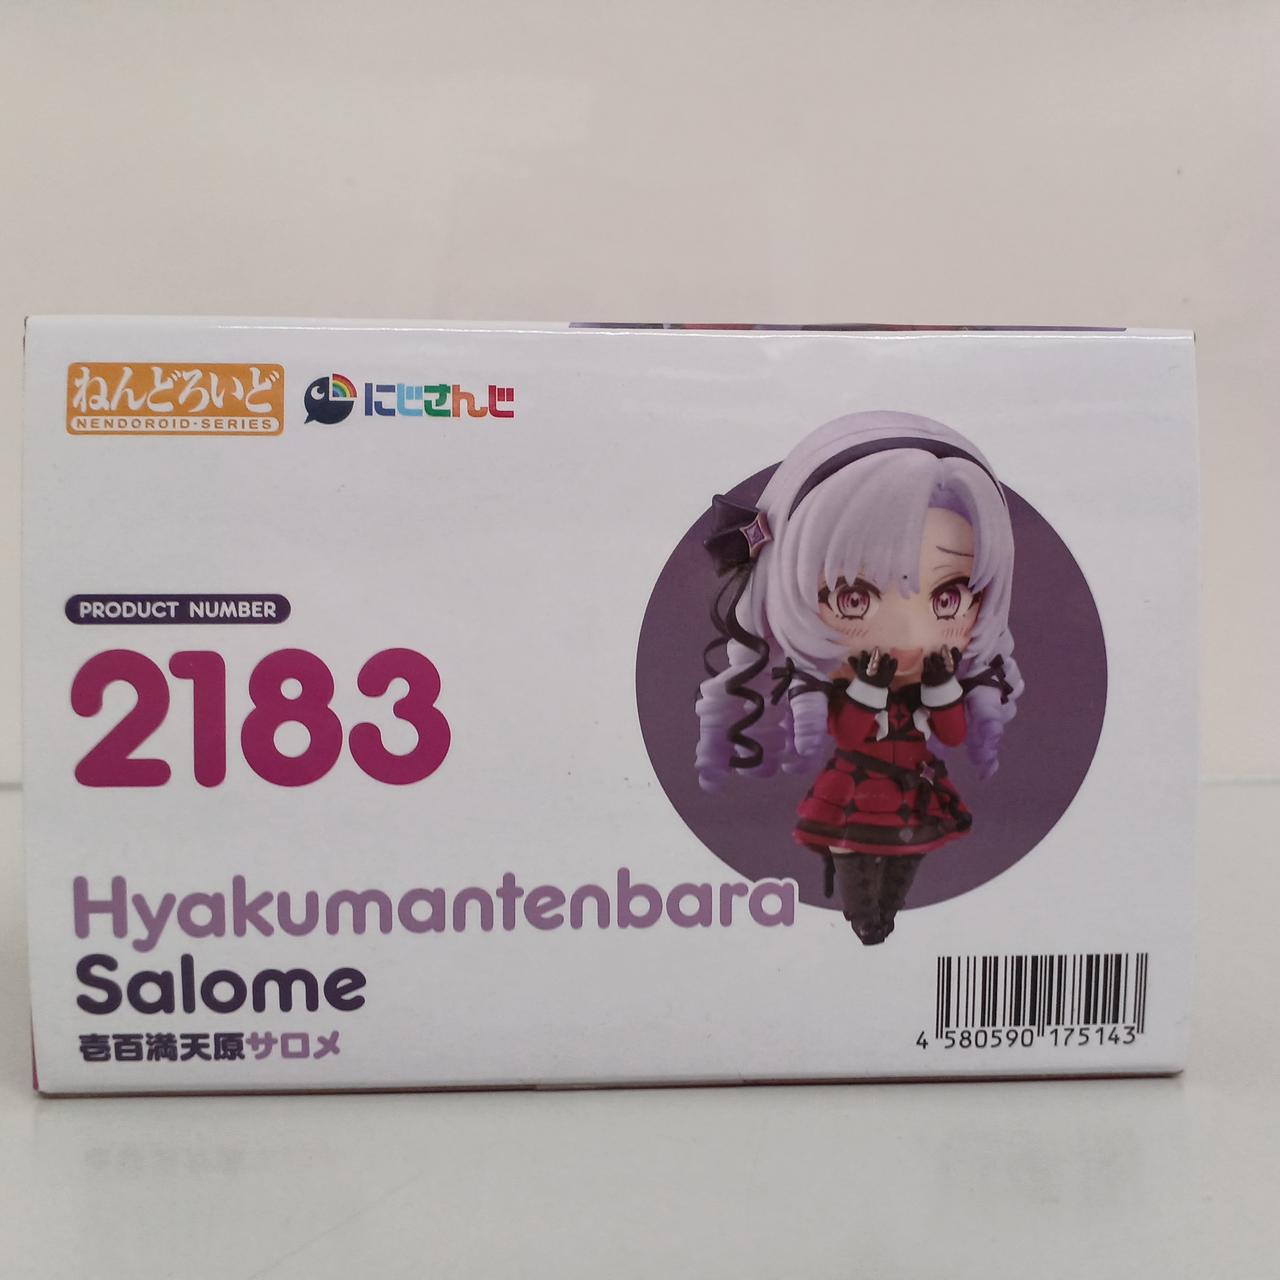 ねんどろいど
NENDOROID-SERIES
にじさんじ
PRODUCT NUMBER
2183
Hyakumantenbara
Salome
壱百満天原サロメ
4 580590 175143